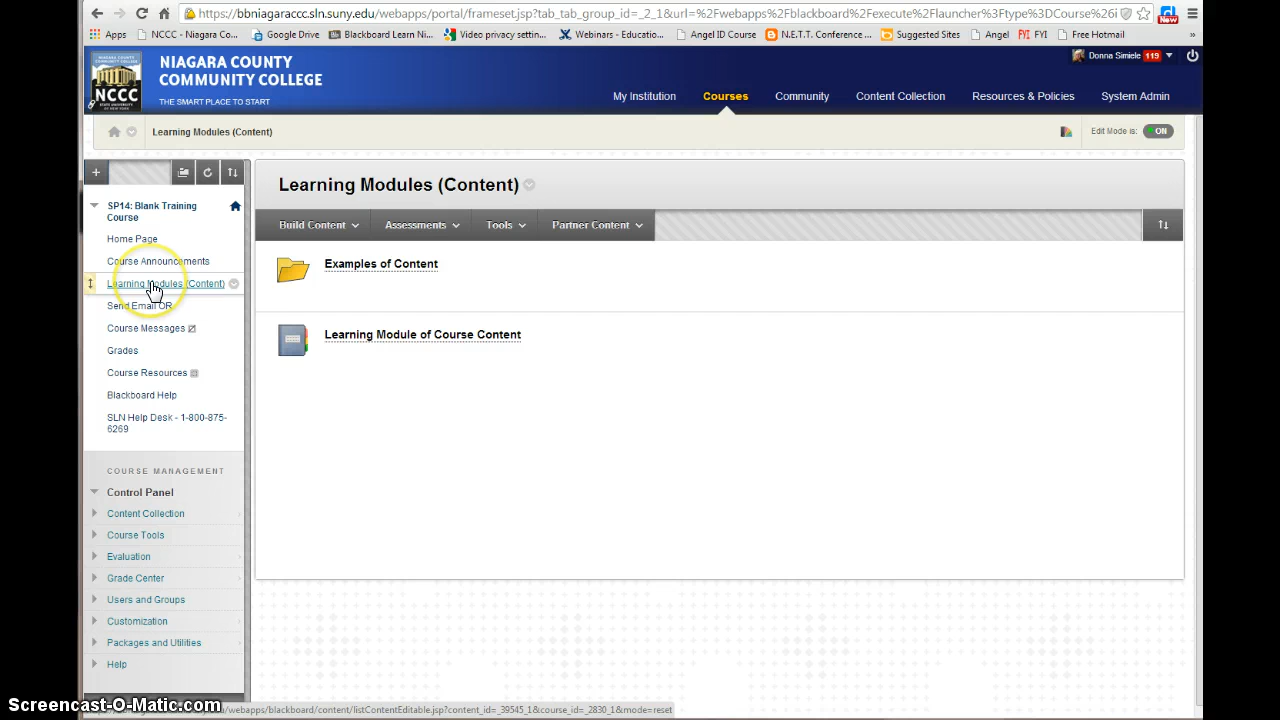 https://bbniagaraccc.sln.suny.edu/webapps/portal/frameset.jsp?tab_tab_group_id=_2_1&url=%2Fwebapps%2Fblackboard%2Fexecute%2Flauncher%3Ftype%3DCourse%26i
New
Apps NCCC - Niagara Co... Google Drive Blackboard Learn Ni... Video privacy settin... Webinars - Educatio... Angel ID Course N.E.T.T. Conference ... Suggested Sites Angel FYI FYI Free Hotmail »
NCCC
NIAGARA COUNTY
COMMUNITY COLLEGE
THE SMART PLACE TO START
Donna Simiele 119
My Institution Courses Community Content Collection Resources & Policies System Admin
Learning Modules (Content)
Edit Mode is: ON
SP14: Blank Training
Course
Home Page
Course Announcements
Learning Modules (Content)
Send Email OR
Course Messages
Grades
Course Resources
Blackboard Help
SLN Help Desk - 1-800-875-
6269
COURSE MANAGEMENT
Control Panel
Content Collection
Course Tools
Evaluation
Grade Center
Users and Groups
Customization
Packages and Utilities
Help
Learning Modules (Content)
Build Content Assessments Tools Partner Content
Examples of Content
Learning Module of Course Content
Screencast-O-Matic.com
/webapps/blackboard/content/listContentEditable.jsp?content_id=_39545_1&course_id=_2830_1&mode=reset